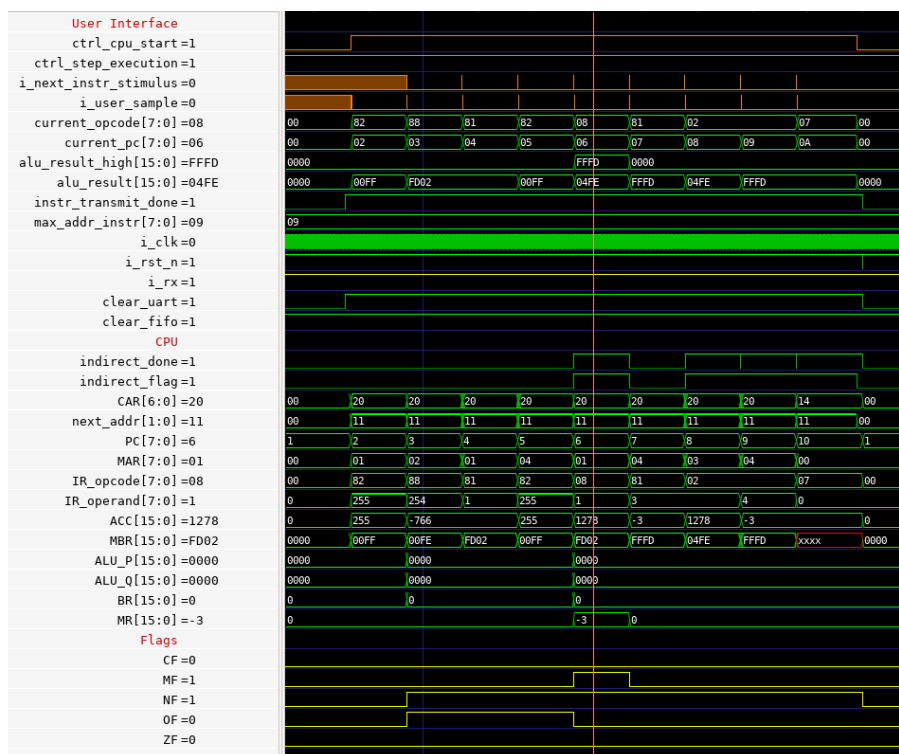 User Interface
ctrl_cpu_start=1
ctrl_step_execution=1
i_next_instr_stimulus=0
i_user_sample=0
current_opcode[7:0]=08 00 82 88 81 82 08 81 02 07 00
current_pc[7:0]=06 00 02 03 04 05 06 07 08 09 0A 00
alu_result_high[15:0]=FFFD 0000 FFFD 0000
alu_result[15:0]=04FE 0000 00FF FD02 00FF 04FE FFFD 04FE FFFD 0000
instr_transmit_done=1
max_addr_instr[7:0]=09 09
i_clk=0
i_rst_n=1
i_rx=1
clear_uart=1
clear_fifo=1
CPU
indirect_done=1
indirect_flag=1
CAR[6:0]=20 00 20 20 20 20 20 20 20 20 14 00
next_addr[1:0]=11 00 11 11 11 11 11 11 11 11 11 00
PC[7:0]=6 1 2 3 4 5 6 7 8 9 10 1
MAR[7:0]=01 00 01 02 01 04 01 04 03 04 00
IR_opcode[7:0]=08 00 82 88 81 82 08 81 02 07 00
IR_operand[7:0]=1 0 255 254 1 255 1 3 4 0
ACC[15:0]=1278 0 255 -766 255 1278 -3 1278 -3 0
MBR[15:0]=FD02 0000 00FF 00FE FD02 00FF FD02 FFFD 04FE FFFD xxxx 0000
ALU_P[15:0]=0000 0000 0000 0000
ALU_Q[15:0]=0000 0000 0000 0000
BR[15:0]=0 0 0 0
MR[15:0]=-3 0 -3 0
Flags
CF=0
MF=1
NF=1
OF=0
ZF=0